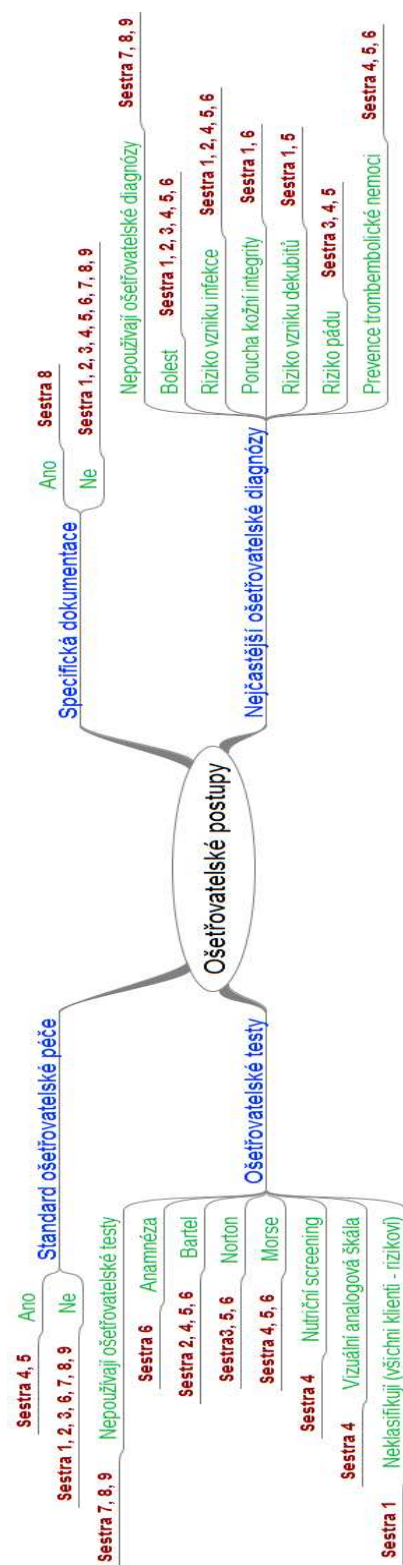 Ošetřovatelské postupy
Standard ošetřovatelské péče
Ano
Sestra 4, 5
Ne
Sestra 1, 2, 3, 6, 7, 8, 9
Ošetřovatelské testy
Nepoužívají ošetřovatelské testy
Sestra 7, 8, 9
Anamnéza
Sestra 6
Bartel
Sestra 2, 4, 5, 6
Norton
Sestra3, 5, 6
Morse
Sestra 4, 5, 6
Nutriční screening
Sestra 4
Vizuální analogová škála
Sestra 4
Neklasifikují (všichni klienti - rizikovi)
Sestra 1
Specifická dokumentace
Ano
Sestra 8
Ne
Sestra 1, 2, 3, 4, 5, 6, 7, 8, 9
Nejčastější ošetřovatelské diagnózy
Nepoužívají ošetřovatelské diagnózy
Sestra 7, 8, 9
Bolest
Sestra 1, 2, 3, 4, 5, 6
Riziko vzniku infekce
Sestra 1, 2, 4, 5, 6
Porucha kožní integrity
Sestra 1, 6
Riziko vzniku dekubitů
Sestra 1, 5
Riziko pádu
Sestra 3, 4, 5
Prevence trombembolické nemoci
Sestra 4, 5, 6